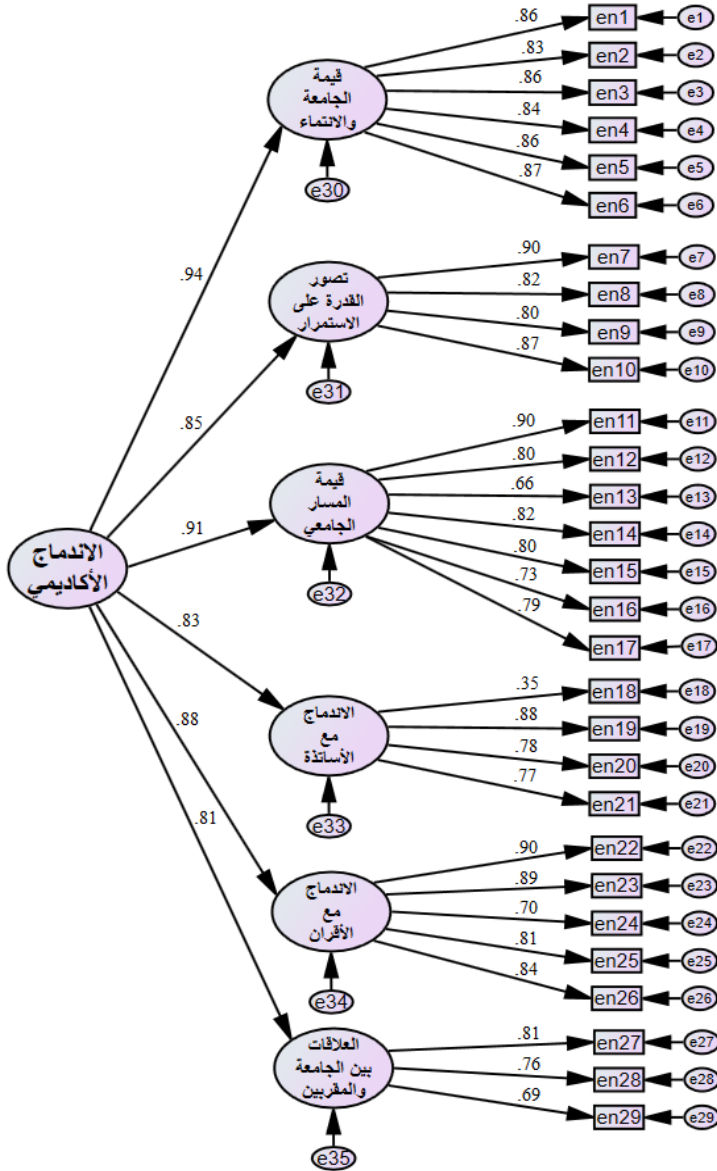 .86
en1
e1
.83
en2
e2
قيمة
الجامعة
والانتماء
.86
en3
e3
.84
en4
e4
.86
en5
e5
.87
en6
e6
e30
.94
.90
en7
e7
تصور
القدرة على
الاستمرار
.82
en8
e8
.80
en9
e9
.87
en10
e10
e31
.85
.90
en11
e11
.80
en12
e12
قيمة
المسار
الجامعي
.66
en13
e13
.82
en14
e14
.80
en15
e15
.73
en16
e16
.79
en17
e17
e32
.91
الاندماج
الأكاديمي
.83
.35
en18
e18
الاندماج
مع
الأساتذة
.88
en19
e19
.78
en20
e20
.77
en21
e21
e33
.88
.90
en22
e22
.89
en23
e23
الاندماج
مع
الأقران
.70
en24
e24
.81
en25
e25
.84
en26
e26
e34
.81
العلاقات
بين الجامعة
والمقربين
.81
en27
e27
.76
en28
e28
.69
en29
e29
e35